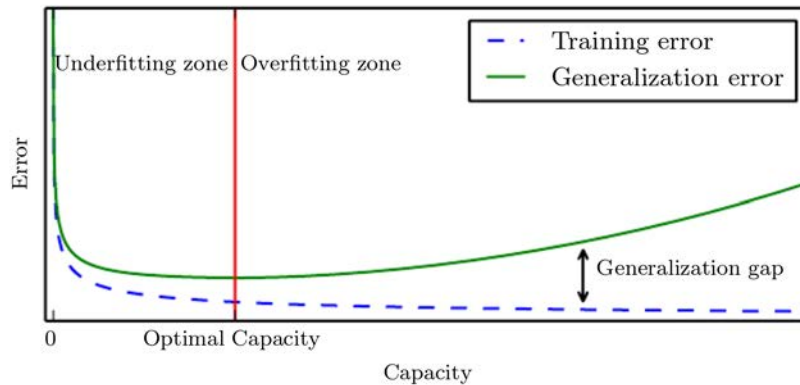 Training error
Generalization error
Underfitting zone
Overfitting zone
Error
Generalization gap
0
Optimal Capacity
Capacity